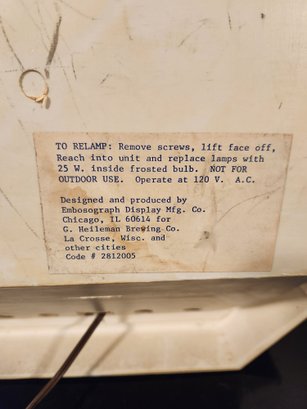 TO RELAMP: Remove screws, lift face off,
Reach into unit and replace lamps with
25 W. inside frosted bulb. NOT FOR
OUTDOOR USE. Operate at 120 V. A.C.
Designed and produced by
Embosograph Display Mfg. Co.
Chicago, IL 60614 for
G. Heileman Brewing Co.
La Crosse, Wisc. and
other cities
Code # 2812005